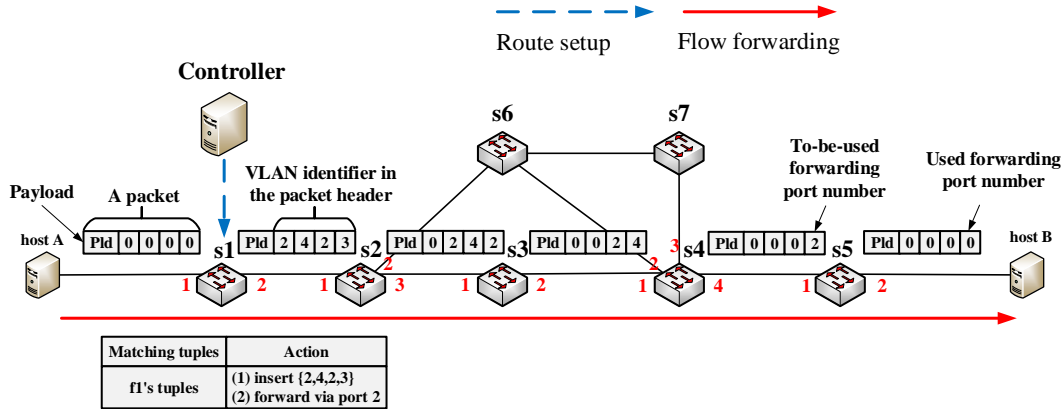 Route setup
Flow forwarding
Controller
s6
s7
VLAN identifier in
the packet header
To-be-used
forwarding
port number
Used forwarding
port number
Payload
A packet
host A
Pld 0 0 0 0
s1
Pld 2 4 2 3
s2
Pld 0 2 4 2
s3
Pld 0 0 2 4
s4
Pld 0 0 0 2
s5
Pld 0 0 0 0
host B
1 2 1 2 3 1 2 1 2 3 4 1 2
Matching tuples Action
f1's tuples (1) insert {2,4,2,3}
(2) forward via port 2